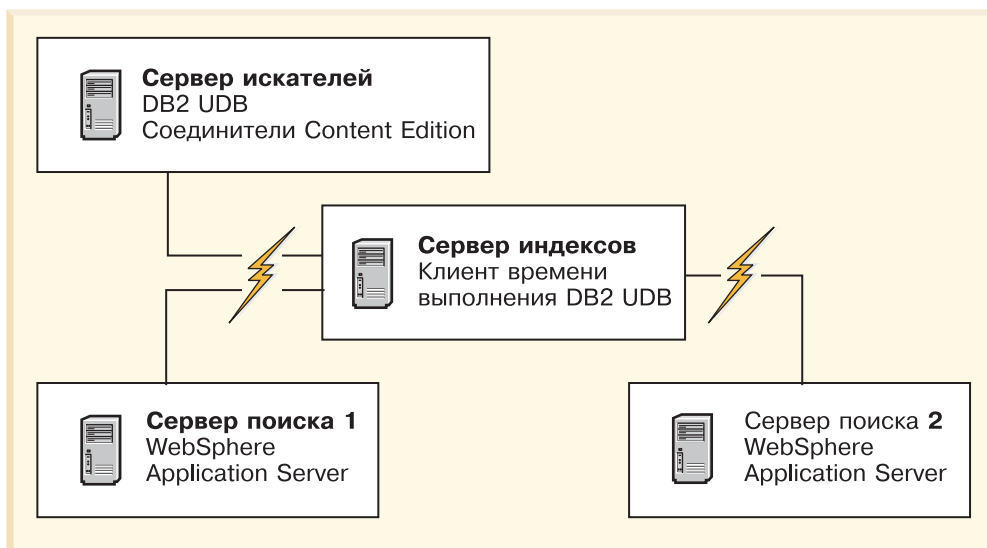 Сервер искателей
DB2 UDB
Соединители Content Edition
Сервер индексов
Клиент времени
выполнения DB2 UDB
Сервер поиска 1
WebSphere
Application Server
Сервер поиска 2
WebSphere
Application Server